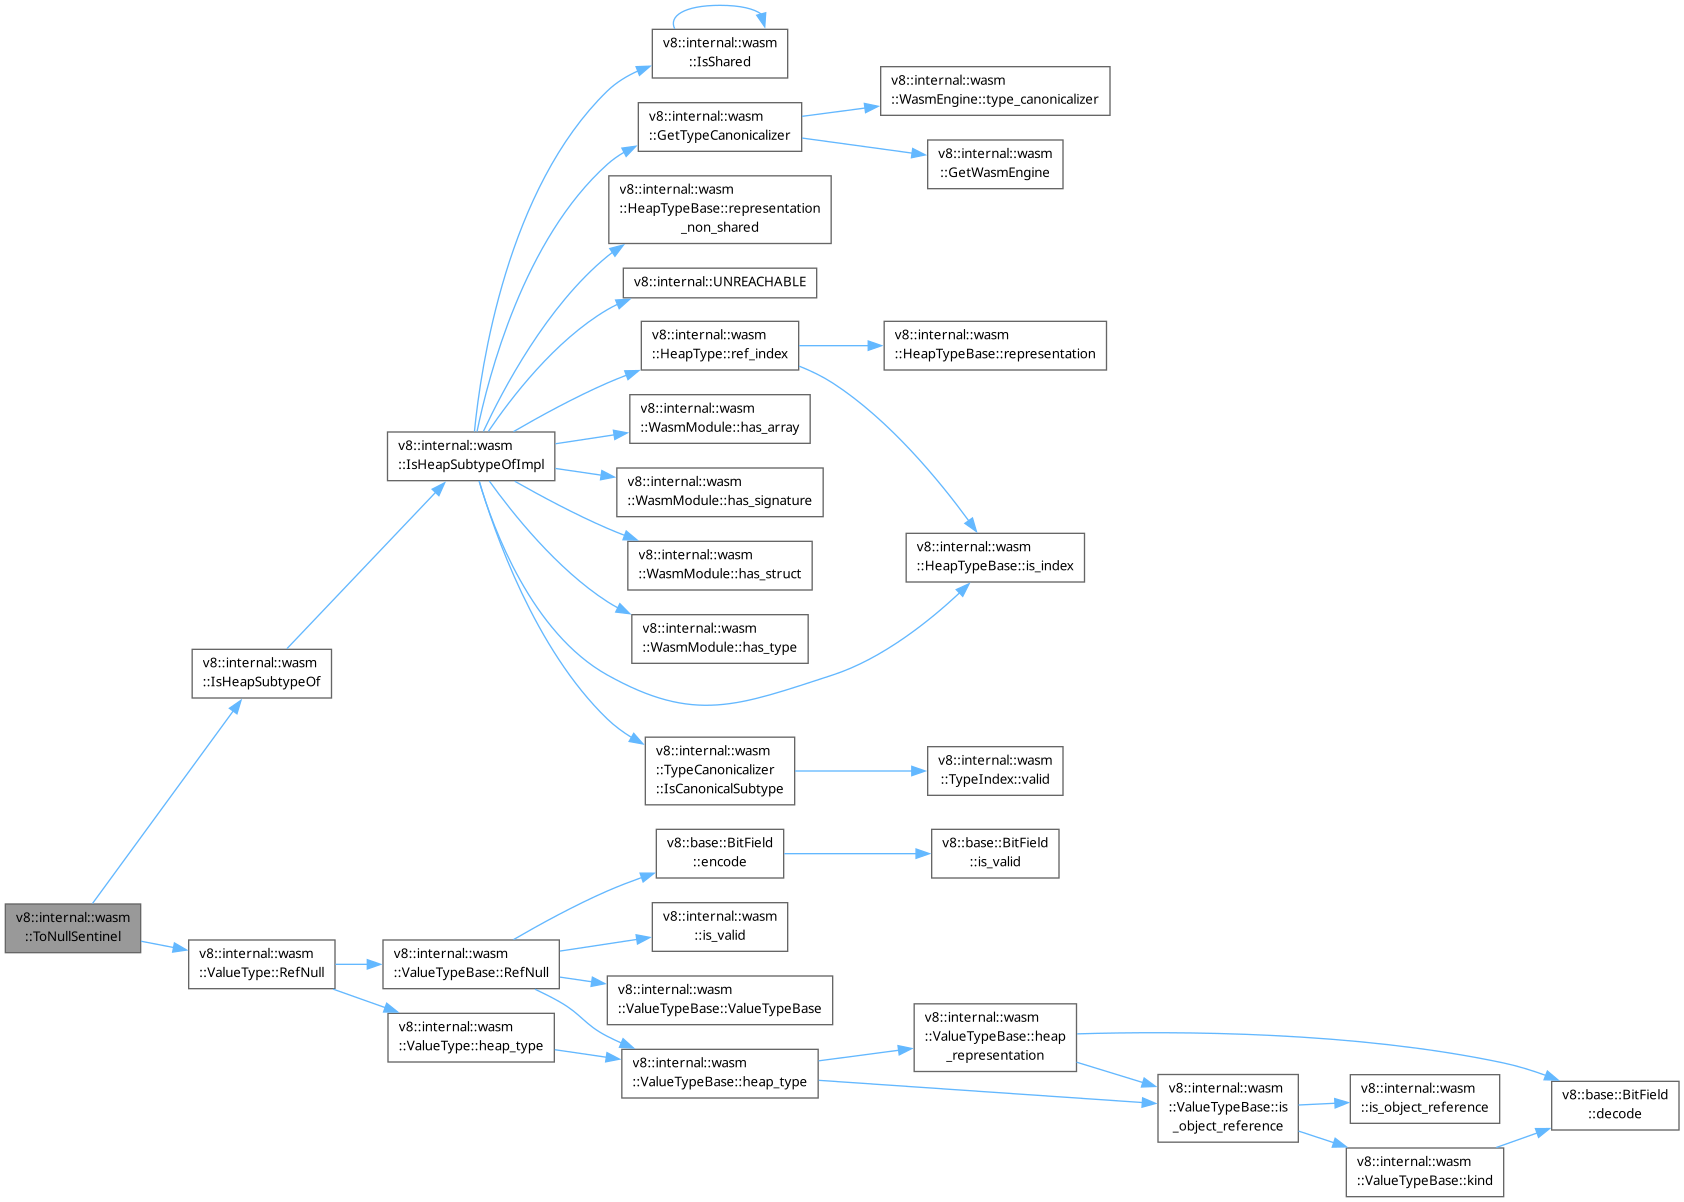 v8::internal::wasm
::IsShared
v8::internal::wasm
::WasmEngine::type_canonicalizer
v8::internal::wasm
::GetTypeCanonicalizer
v8::internal::wasm
::GetWasmEngine
v8::internal::wasm
::HeapTypeBase::representation
_non_shared
v8::internal::UNREACHABLE
v8::internal::wasm
::HeapType::ref_index
v8::internal::wasm
::HeapTypeBase::representation
v8::internal::wasm
::WasmModule::has_array
v8::internal::wasm
::IsHeapSubtypeOfImpl
v8::internal::wasm
::WasmModule::has_signature
v8::internal::wasm
::WasmModule::has_struct
v8::internal::wasm
::HeapTypeBase::is_index
v8::internal::wasm
::WasmModule::has_type
v8::internal::wasm
::IsHeapSubtypeOf
v8::internal::wasm
::TypeCanonicalizer
::IsCanonicalSubtype
v8::internal::wasm
::TypeIndex::valid
v8::base::BitField
::encode
v8::base::BitField
::is_valid
v8::internal::wasm
::ToNullSentinel
v8::internal::wasm
::is_valid
v8::internal::wasm
::ValueType::RefNull
v8::internal::wasm
::ValueTypeBase::RefNull
v8::internal::wasm
::ValueTypeBase::ValueTypeBase
v8::internal::wasm
::ValueType::heap_type
v8::internal::wasm
::ValueTypeBase::heap
_representation
v8::internal::wasm
::ValueTypeBase::heap_type
v8::internal::wasm
::ValueTypeBase::is
_object_reference
v8::internal::wasm
::is_object_reference
v8::base::BitField
::decode
v8::internal::wasm
::ValueTypeBase::kind